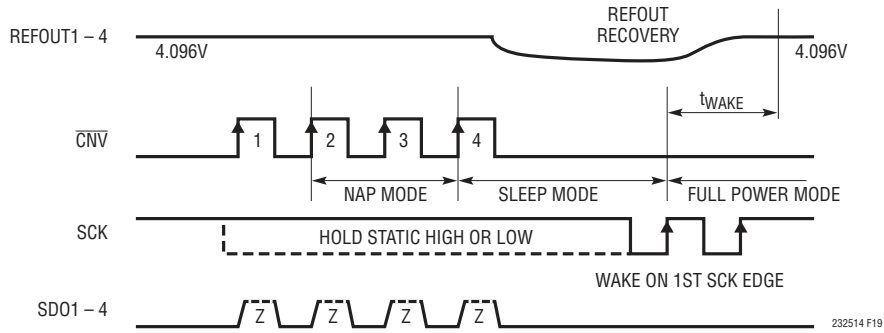 REFOUT
RECOVERY
REFOUT1 – 4
4.096V
4.096V
tWAKE
CNV
1
2
3
4
NAP MODE
SLEEP MODE
FULL POWER MODE
SCK
HOLD STATIC HIGH OR LOW
WAKE ON 1ST SCK EDGE
SDO1 – 4
Z
Z
Z
Z
232514 F19